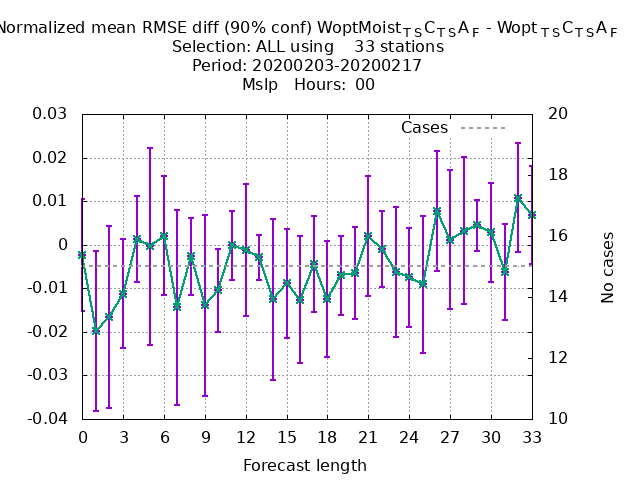 Normalized mean RMSE diff (90% conf) WoptMoist_TSC_TSA_F - Wopt_TSC_TSA_F
Selection: ALL using 33 stations
Period: 20200203-20200217
Mslp Hours: 00
0.03
0.02
0.01
0
-0.01
-0.02
-0.03
-0.04
Cases
20
18
16
14
12
10
No cases
0 3 6 9 12 15 18 21 24 27 30 33
Forecast length